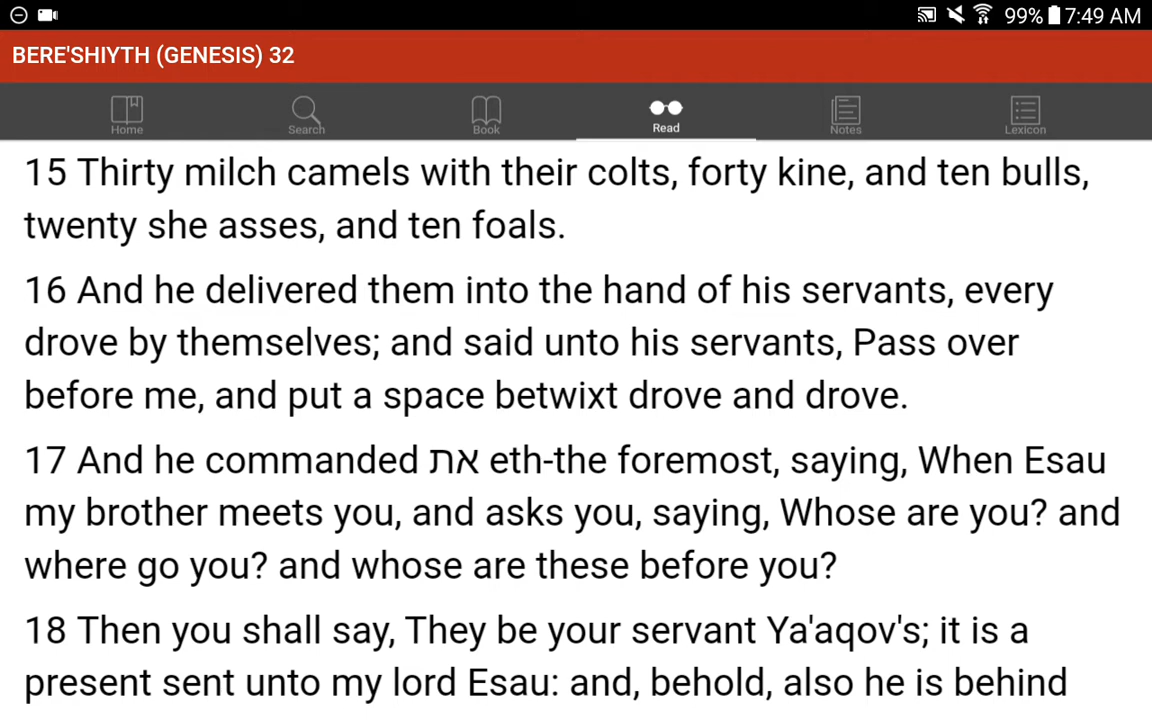 99% 7:49 AM
BERE'SHIYTH (GENESIS) 32
Home Search Book Read Notes Lexicon
15 Thirty milch camels with their colts, forty kine, and ten bulls,
twenty she asses, and ten foals.
16 And he delivered them into the hand of his servants, every
drove by themselves; and said unto his servants, Pass over
before me, and put a space betwixt drove and drove.
17 And he commanded את eth-the foremost, saying, When Esau
my brother meets you, and asks you, saying, Whose are you? and
where go you? and whose are these before you?
18 Then you shall say, They be your servant Ya'aqov's; it is a
present sent unto my lord Esau: and, behold, also he is behind